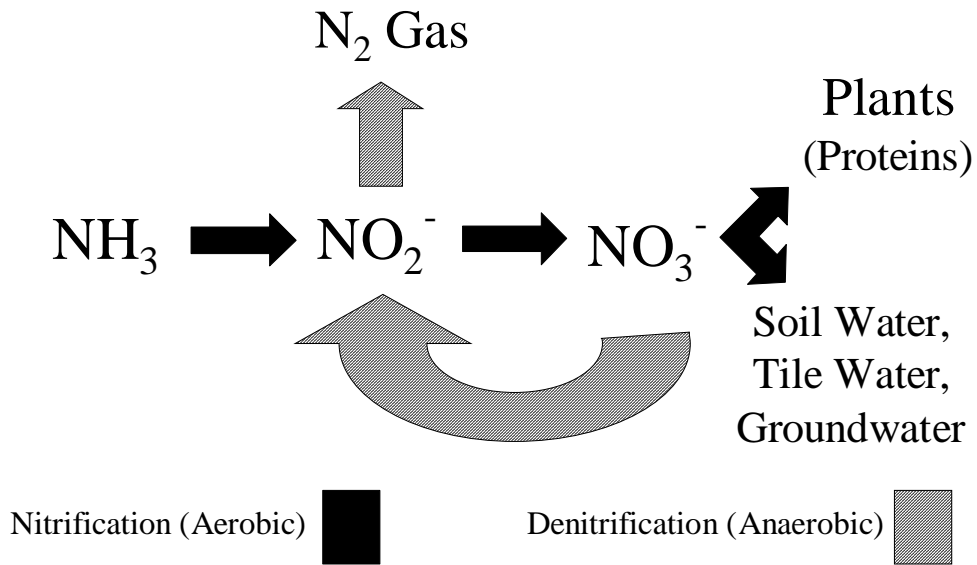 N₂ Gas
Plants
(Proteins)
NH₃
NO₂⁻
NO₃⁻
Soil Water,
Tile Water,
Groundwater
Nitrification (Aerobic)
Denitrification (Anaerobic)